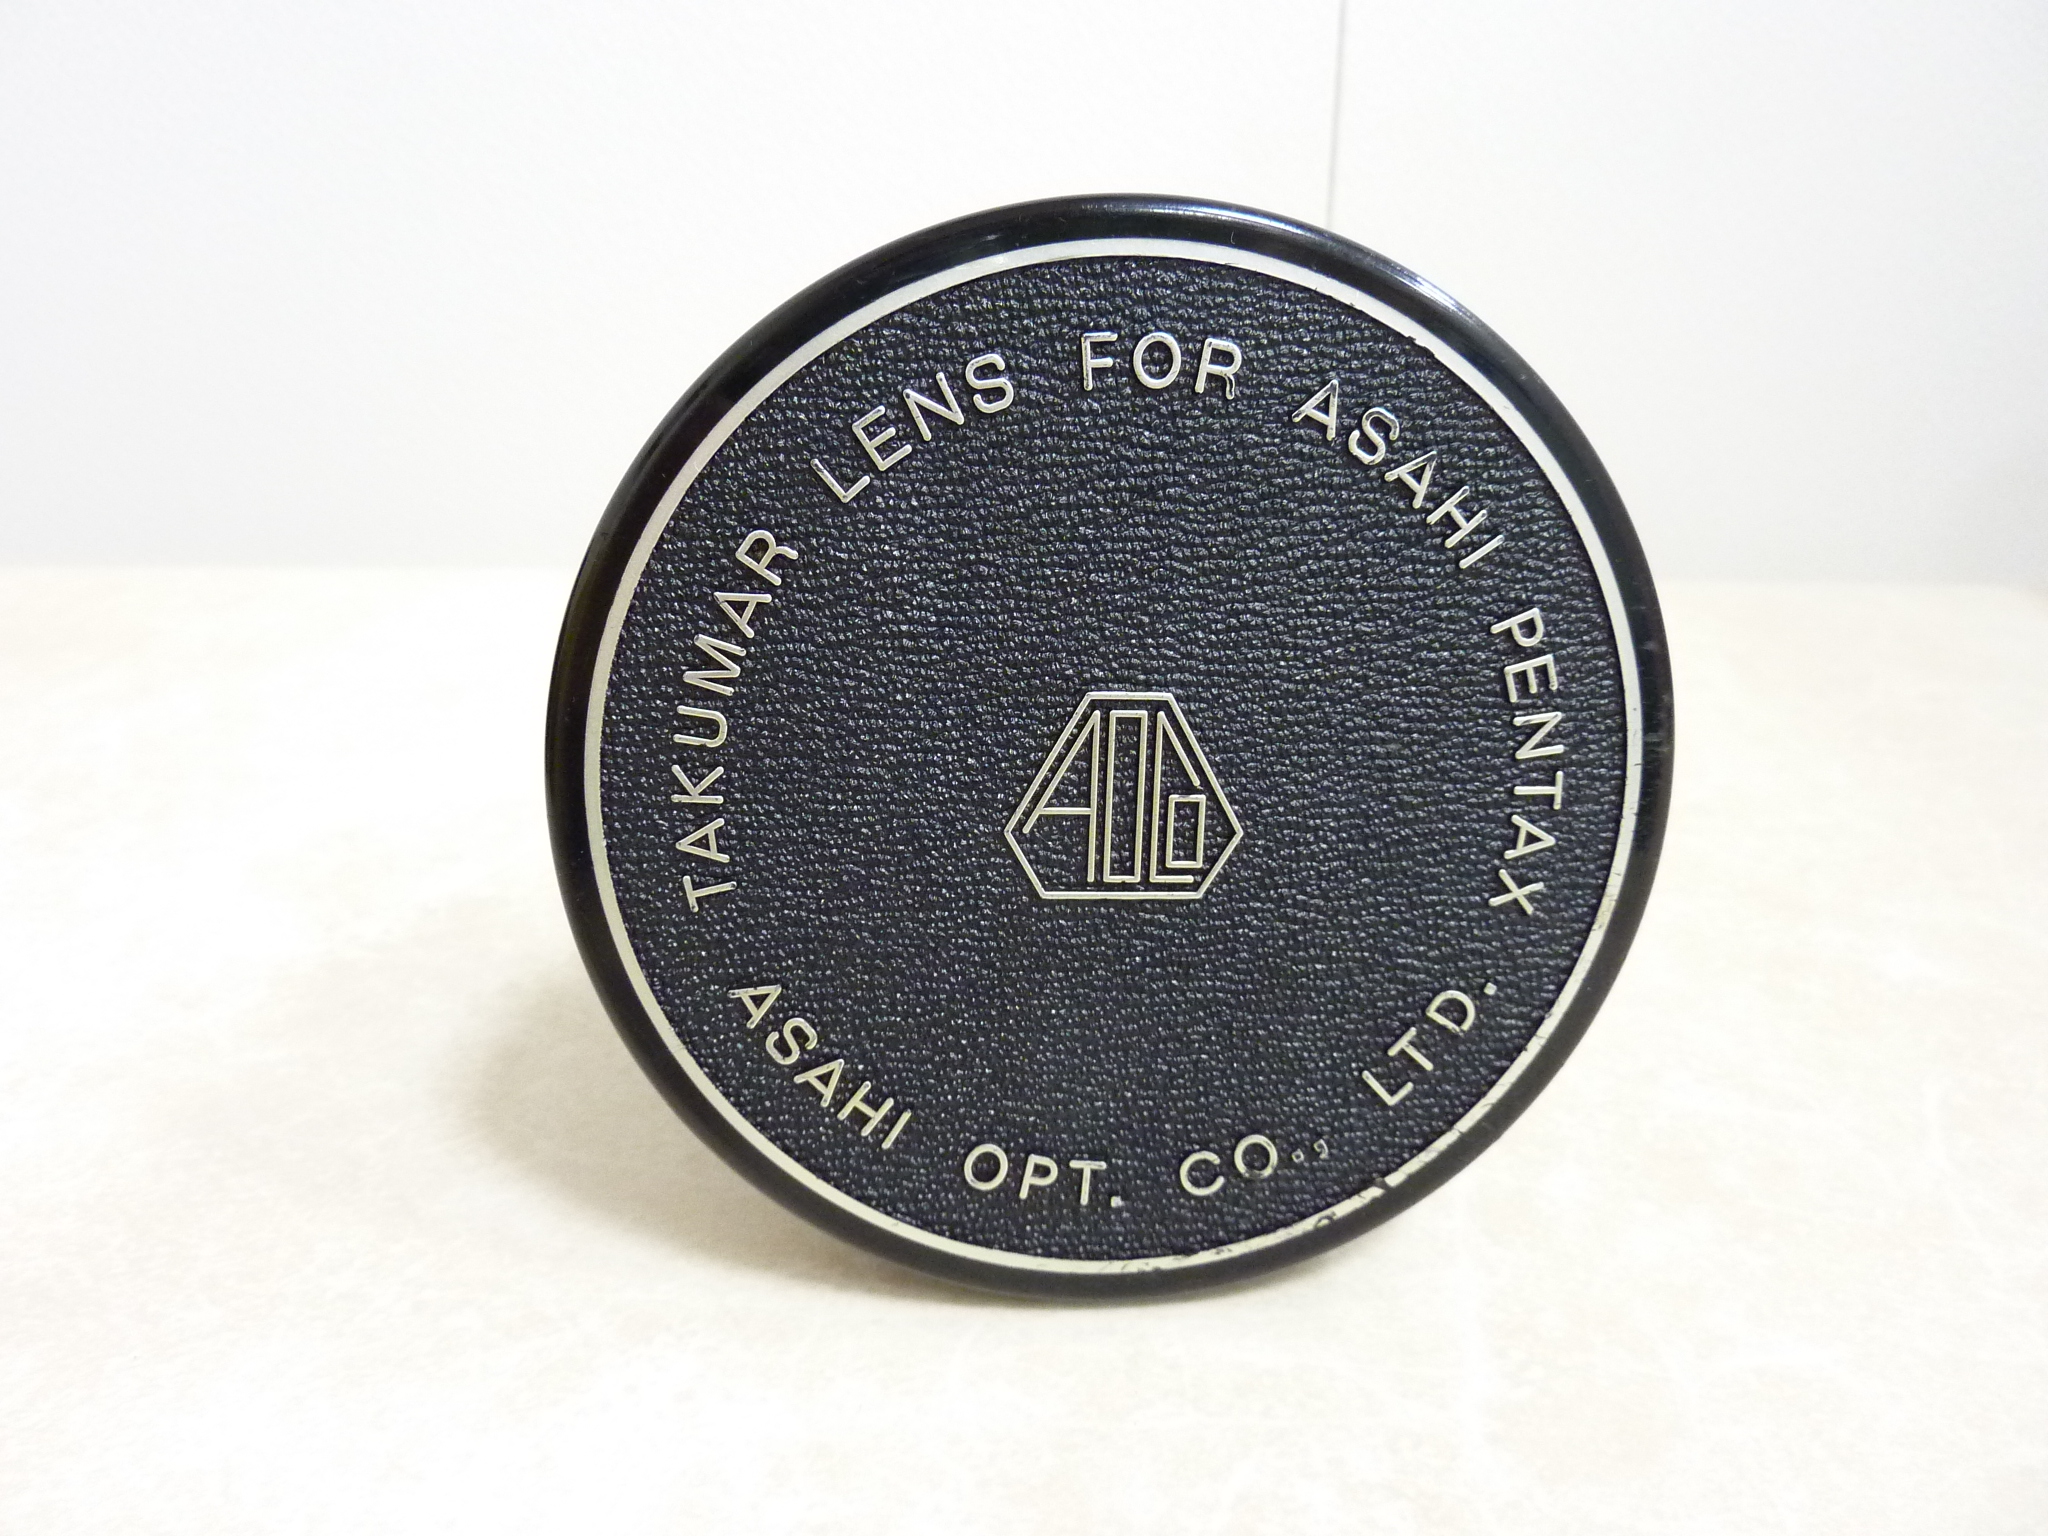 TAKUMAR LENS FOR ASAHI PENTAX
AOCo
ASAHI OPT. CO., LTD.